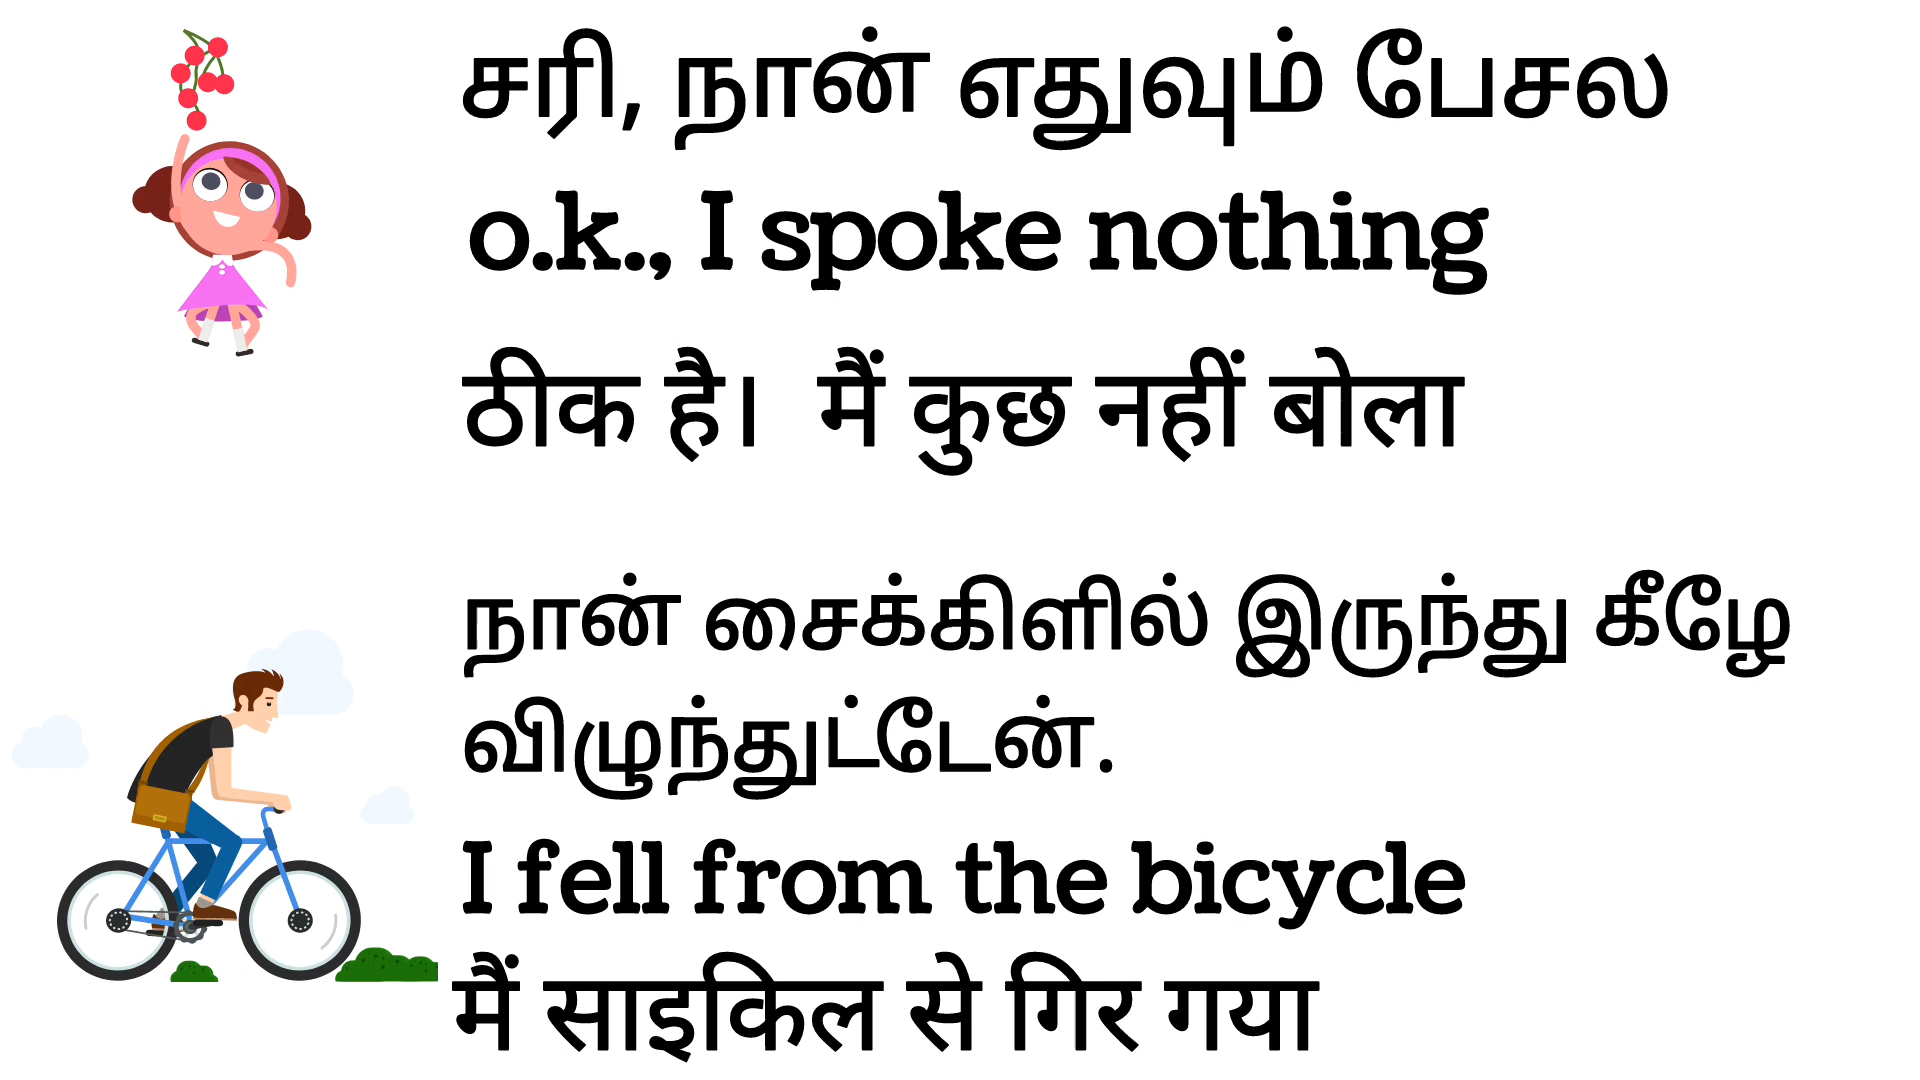 சரி, நான் எதுவும் பேசல
o.k., I spoke nothing
ठीक है।  मैं कुछ नहीं बोला
நான் சைக்கிளில் இருந்து கீழே
விழுந்துட்டேன்.
I fell from the bicycle
मैं साइकिल से गिर गया